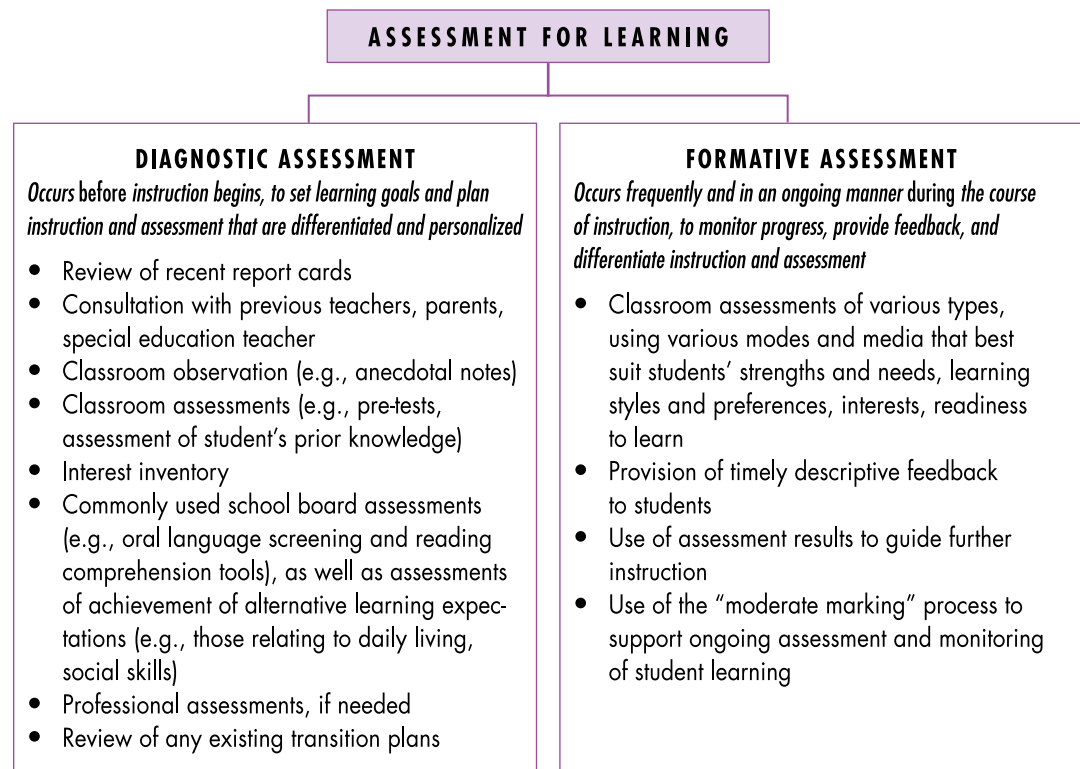 ASSESSMENT FOR LEARNING
DIAGNOSTIC ASSESSMENT
Occurs before instruction begins, to set learning goals and plan
instruction and assessment that are differentiated and personalized
• Review of recent report cards
• Consultation with previous teachers, parents,
special education teacher
• Classroom observation (e.g., anecdotal notes)
• Classroom assessments (e.g., pre-tests,
assessment of student’s prior knowledge)
• Interest inventory
• Commonly used school board assessments
(e.g., oral language screening and reading
comprehension tools), as well as assessments
of achievement of alternative learning expec-
tations (e.g., those relating to daily living,
social skills)
• Professional assessments, if needed
• Review of any existing transition plans
FORMATIVE ASSESSMENT
Occurs frequently and in an ongoing manner during the course
of instruction, to monitor progress, provide feedback, and
differentiate instruction and assessment
• Classroom assessments of various types,
using various modes and media that best
suit students’ strengths and needs, learning
styles and preferences, interests, readiness
to learn
• Provision of timely descriptive feedback
to students
• Use of assessment results to guide further
instruction
• Use of the “moderate marking” process to
support ongoing assessment and monitoring
of student learning